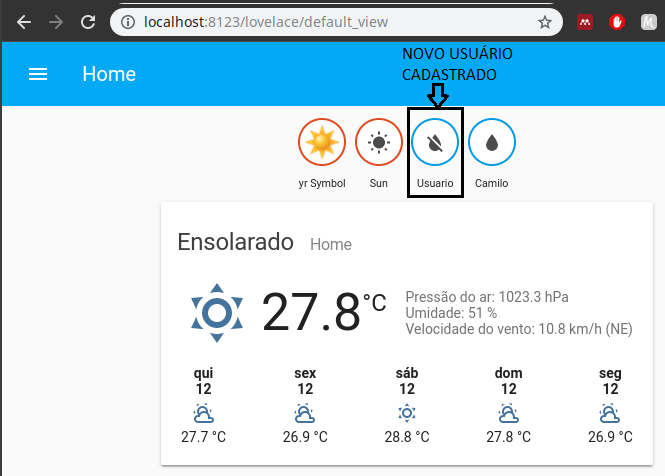 localhost:8123/lovelace/default_view
Home
NOVO USUÁRIO
CADASTRADO
yr Symbol
Sun
Usuario
Camilo
Ensolarado Home
27.8°C
Pressão do ar: 1023.3 hPa
Umidade: 51 %
Velocidade do vento: 10.8 km/h (NE)
qui sex sáb dom seg
12 12 12 12 12
27.7 °C 26.9 °C 28.8 °C 27.8 °C 26.9 °C